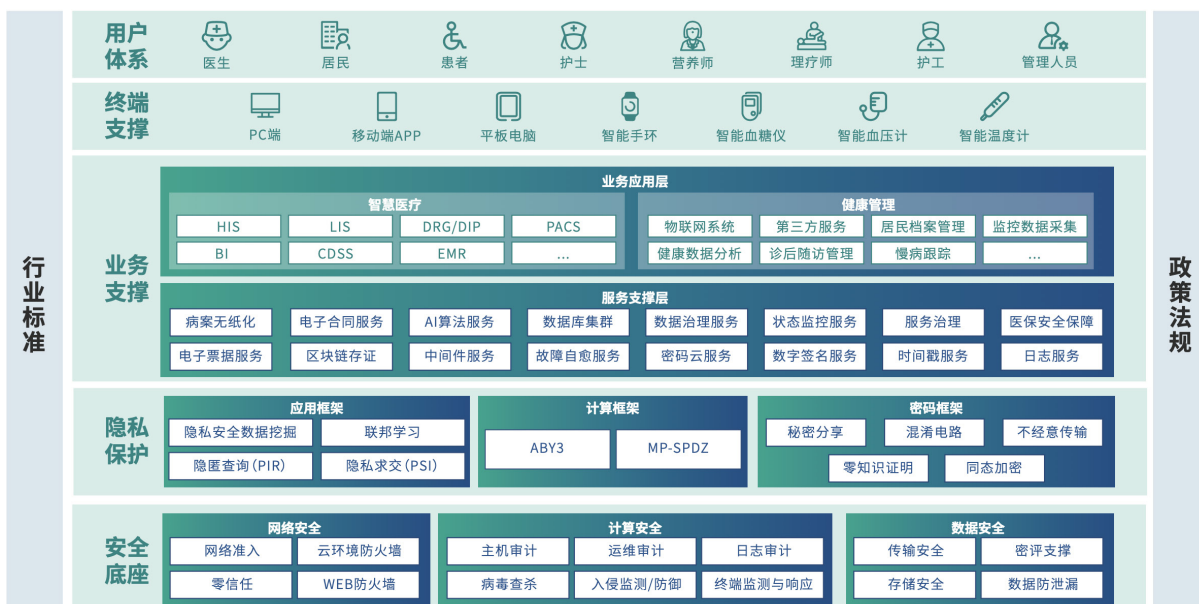 行业标准
用户体系
医生
居民
患者
护士
营养师
理疗师
护工
管理人员
终端支撑
PC端
移动端APP
平板电脑
智能手环
智能血糖仪
智能血压计
智能温度计
业务支撑
业务应用层
智慧医疗
HIS
LIS
DRG/DIP
PACS
BI
CDSS
EMR
...
健康管理
物联网系统
第三方服务
居民档案管理
监控数据采集
健康数据分析
诊后随访管理
慢病跟踪
...
服务支撑层
病案无纸化
电子合同服务
AI算法服务
数据库集群
数据治理服务
状态监控服务
服务治理
医保安全保障
电子票据服务
区块链存证
中间件服务
故障自愈服务
密码云服务
数字签名服务
时间戳服务
日志服务
隐私保护
应用框架
隐私安全数据挖掘
联邦学习
隐匿查询(PIR)
隐私求交(PSI)
计算框架
ABY3
MP-SPDZ
密码框架
秘密分享
混淆电路
不经意传输
零知识证明
同态加密
安全底座
网络安全
网络准入
云环境防火墙
零信任
WEB防火墙
计算安全
主机审计
运维审计
日志审计
病毒查杀
入侵监测/防御
终端监测与响应
数据安全
传输安全
密评支撑
存储安全
数据防泄漏
政策法规